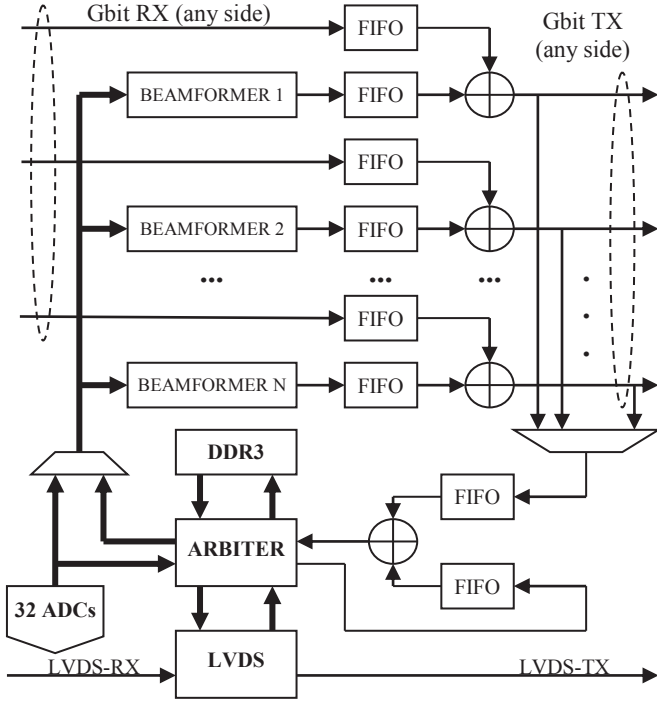 Gbit RX (any side)
Gbit TX
(any side)
FIFO
BEAMFORMER 1
FIFO
FIFO
BEAMFORMER 2
FIFO
...
...
...
FIFO
BEAMFORMER N
FIFO
DDR3
FIFO
ARBITER
FIFO
32 ADCs
LVDS
LVDS-RX
LVDS-TX